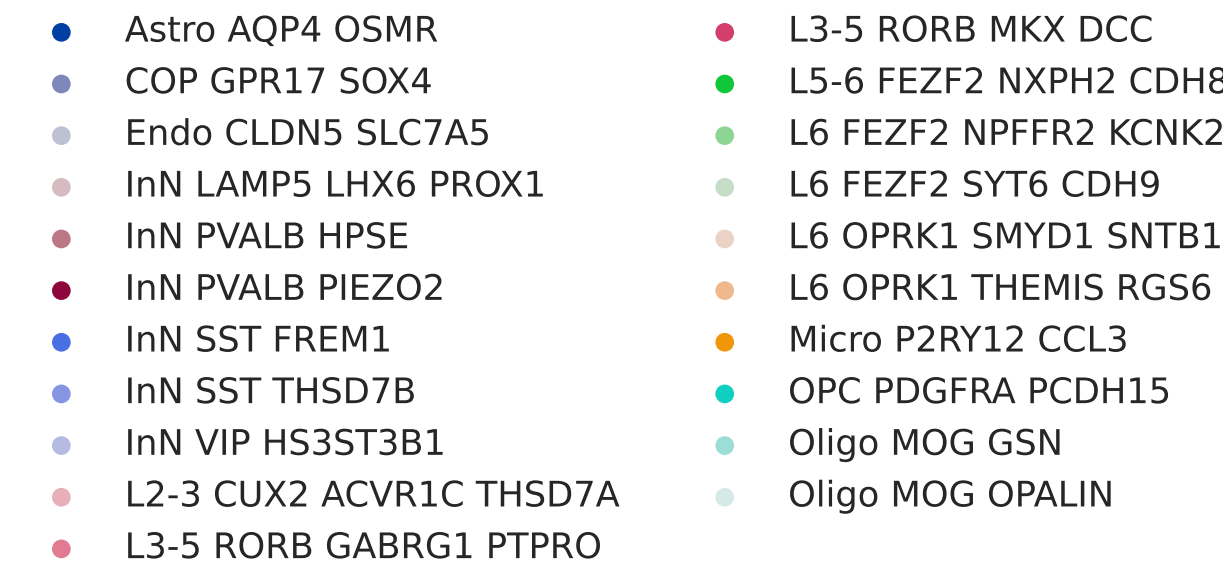 Astro AQP4 OSMR
COP GPR17 SOX4
Endo CLDN5 SLC7A5
InN LAMP5 LHX6 PROX1
InN PVALB HPSE
InN PVALB PIEZO2
InN SST FREM1
InN SST THSD7B
InN VIP HS3ST3B1
L2-3 CUX2 ACVR1C THSD7A
L3-5 RORB GABRG1 PTPRO
L3-5 RORB MKX DCC
L5-6 FEZF2 NXPH2 CDH8
L6 FEZF2 NPFFR2 KCNK2
L6 FEZF2 SYT6 CDH9
L6 OPRK1 SMYD1 SNTB1
L6 OPRK1 THEMIS RGS6
Micro P2RY12 CCL3
OPC PDGFRA PCDH15
Oligo MOG GSN
Oligo MOG OPALIN